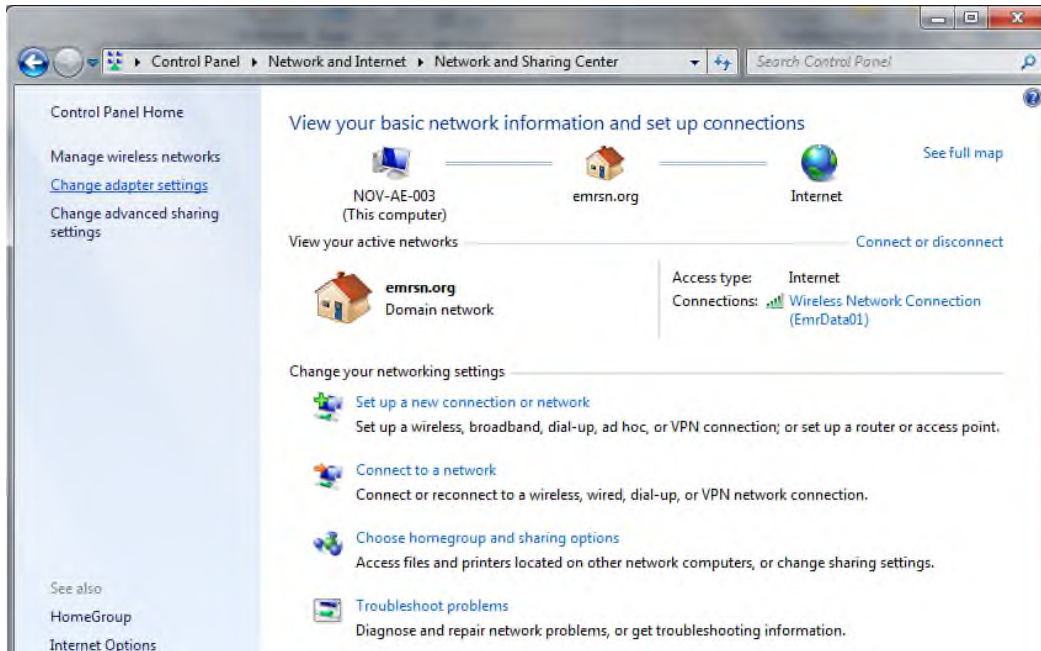 Control Panel ▸ Network and Internet ▸ Network and Sharing Center
Search Control Panel
Control Panel Home
Manage wireless networks
Change adapter settings
Change advanced sharing
settings
See also
HomeGroup
Internet Options
View your basic network information and set up connections
See full map
NOV-AE-003
(This computer)
emrsn.org
Internet
View your active networks
Connect or disconnect
emrsn.org
Domain network
Access type: Internet
Connections: Wireless Network Connection
(EmrData01)
Change your networking settings
Set up a new connection or network
Set up a wireless, broadband, dial-up, ad hoc, or VPN connection; or set up a router or access point.
Connect to a network
Connect or reconnect to a wireless, wired, dial-up, or VPN network connection.
Choose homegroup and sharing options
Access files and printers located on other network computers, or change sharing settings.
Troubleshoot problems
Diagnose and repair network problems, or get troubleshooting information.